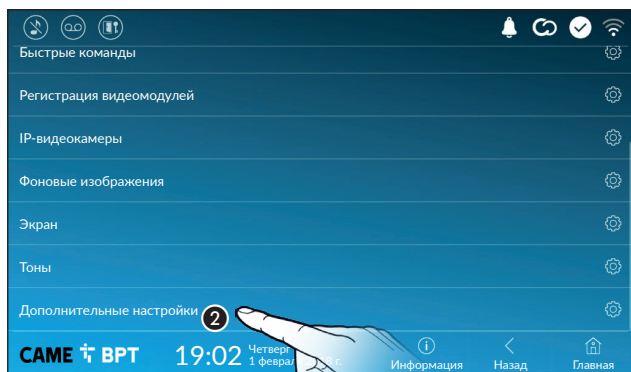 Быстрые команды
Регистрация видеомодулей
IP-видеокамеры
Фоновые изображения
Экран
Тоны
Дополнительные настройки
2
CAME BPT 19:02 Четверг
1 8 г.
Информация Назад Главная